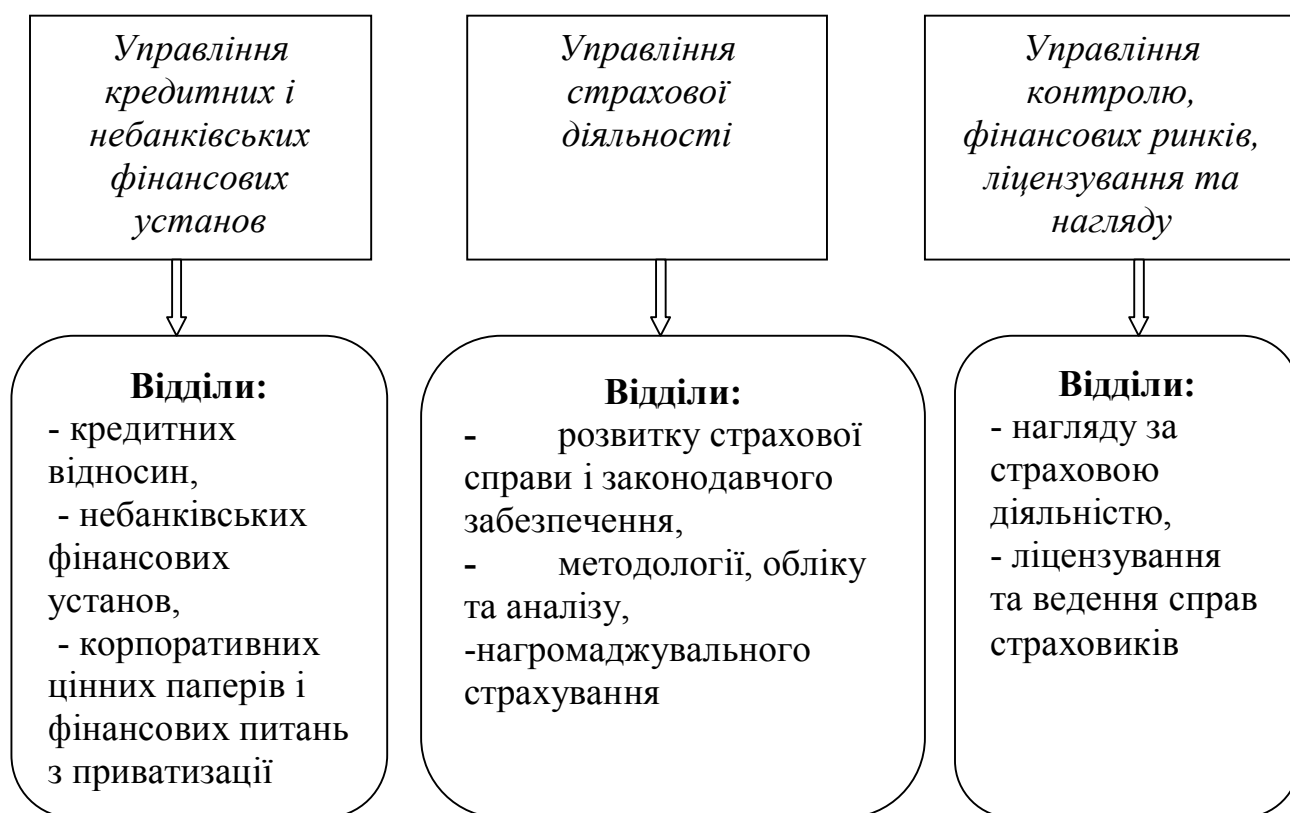 Управління
кредитних і
небанківських
фінансових
установ
Управління
страхової
діяльності
Управління
контролю,
фінансових ринків,
ліцензування та
нагляду
Відділи:
- кредитних
відносин,
- небанківських
фінансових
установ,
- корпоративних
цінних паперів і
фінансових питань
з приватизації
Відділи:
- розвитку страхової
справи і законодавчого
забезпечення,
- методології, обліку
та аналізу,
-нагромаджувального
страхування
Відділи:
- нагляду за
страховою
діяльністю,
- ліцензування
та ведення справ
страховиків